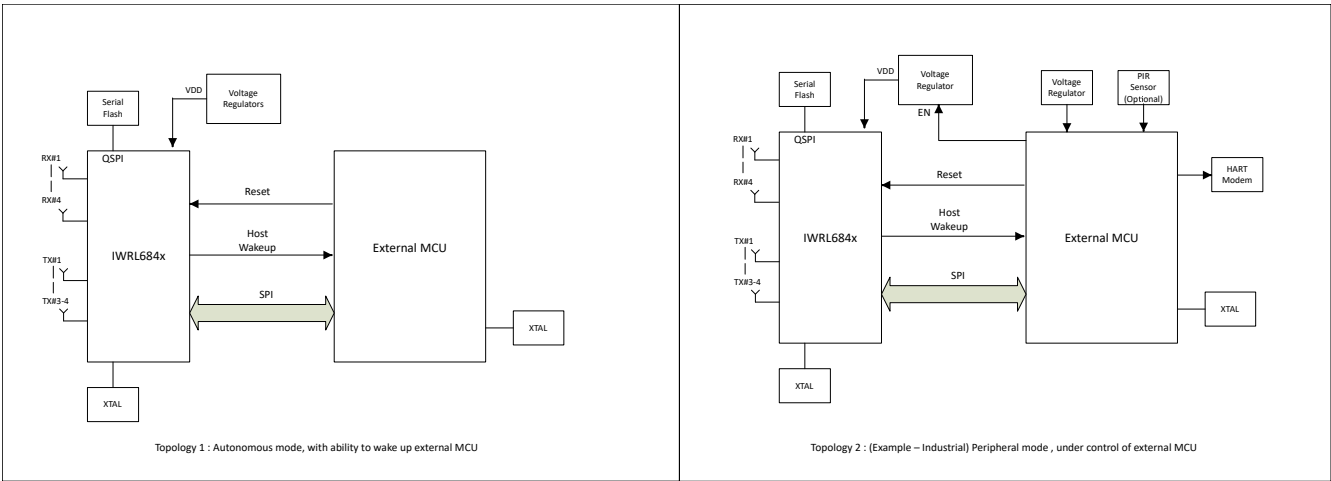 VDD
Voltage
Regulators
Serial
Flash
QSPI
RX#1
RX#4
Reset
Host
Wakeup
IWRL684x
External MCU
TX#1
TX#3-4
SPI
XTAL
XTAL
Topology 1 : Autonomous mode, with ability to wake up external MCU
VDD
Voltage
Regulator
EN
Serial
Flash
Voltage
Regulator
PIR
Sensor
(Optional)
QSPI
RX#1
RX#4
Reset
HART
Modem
Host
Wakeup
IWRL684x
External MCU
TX#1
TX#3-4
SPI
XTAL
XTAL
Topology 2 : (Example – Industrial) Peripheral mode , under control of external MCU